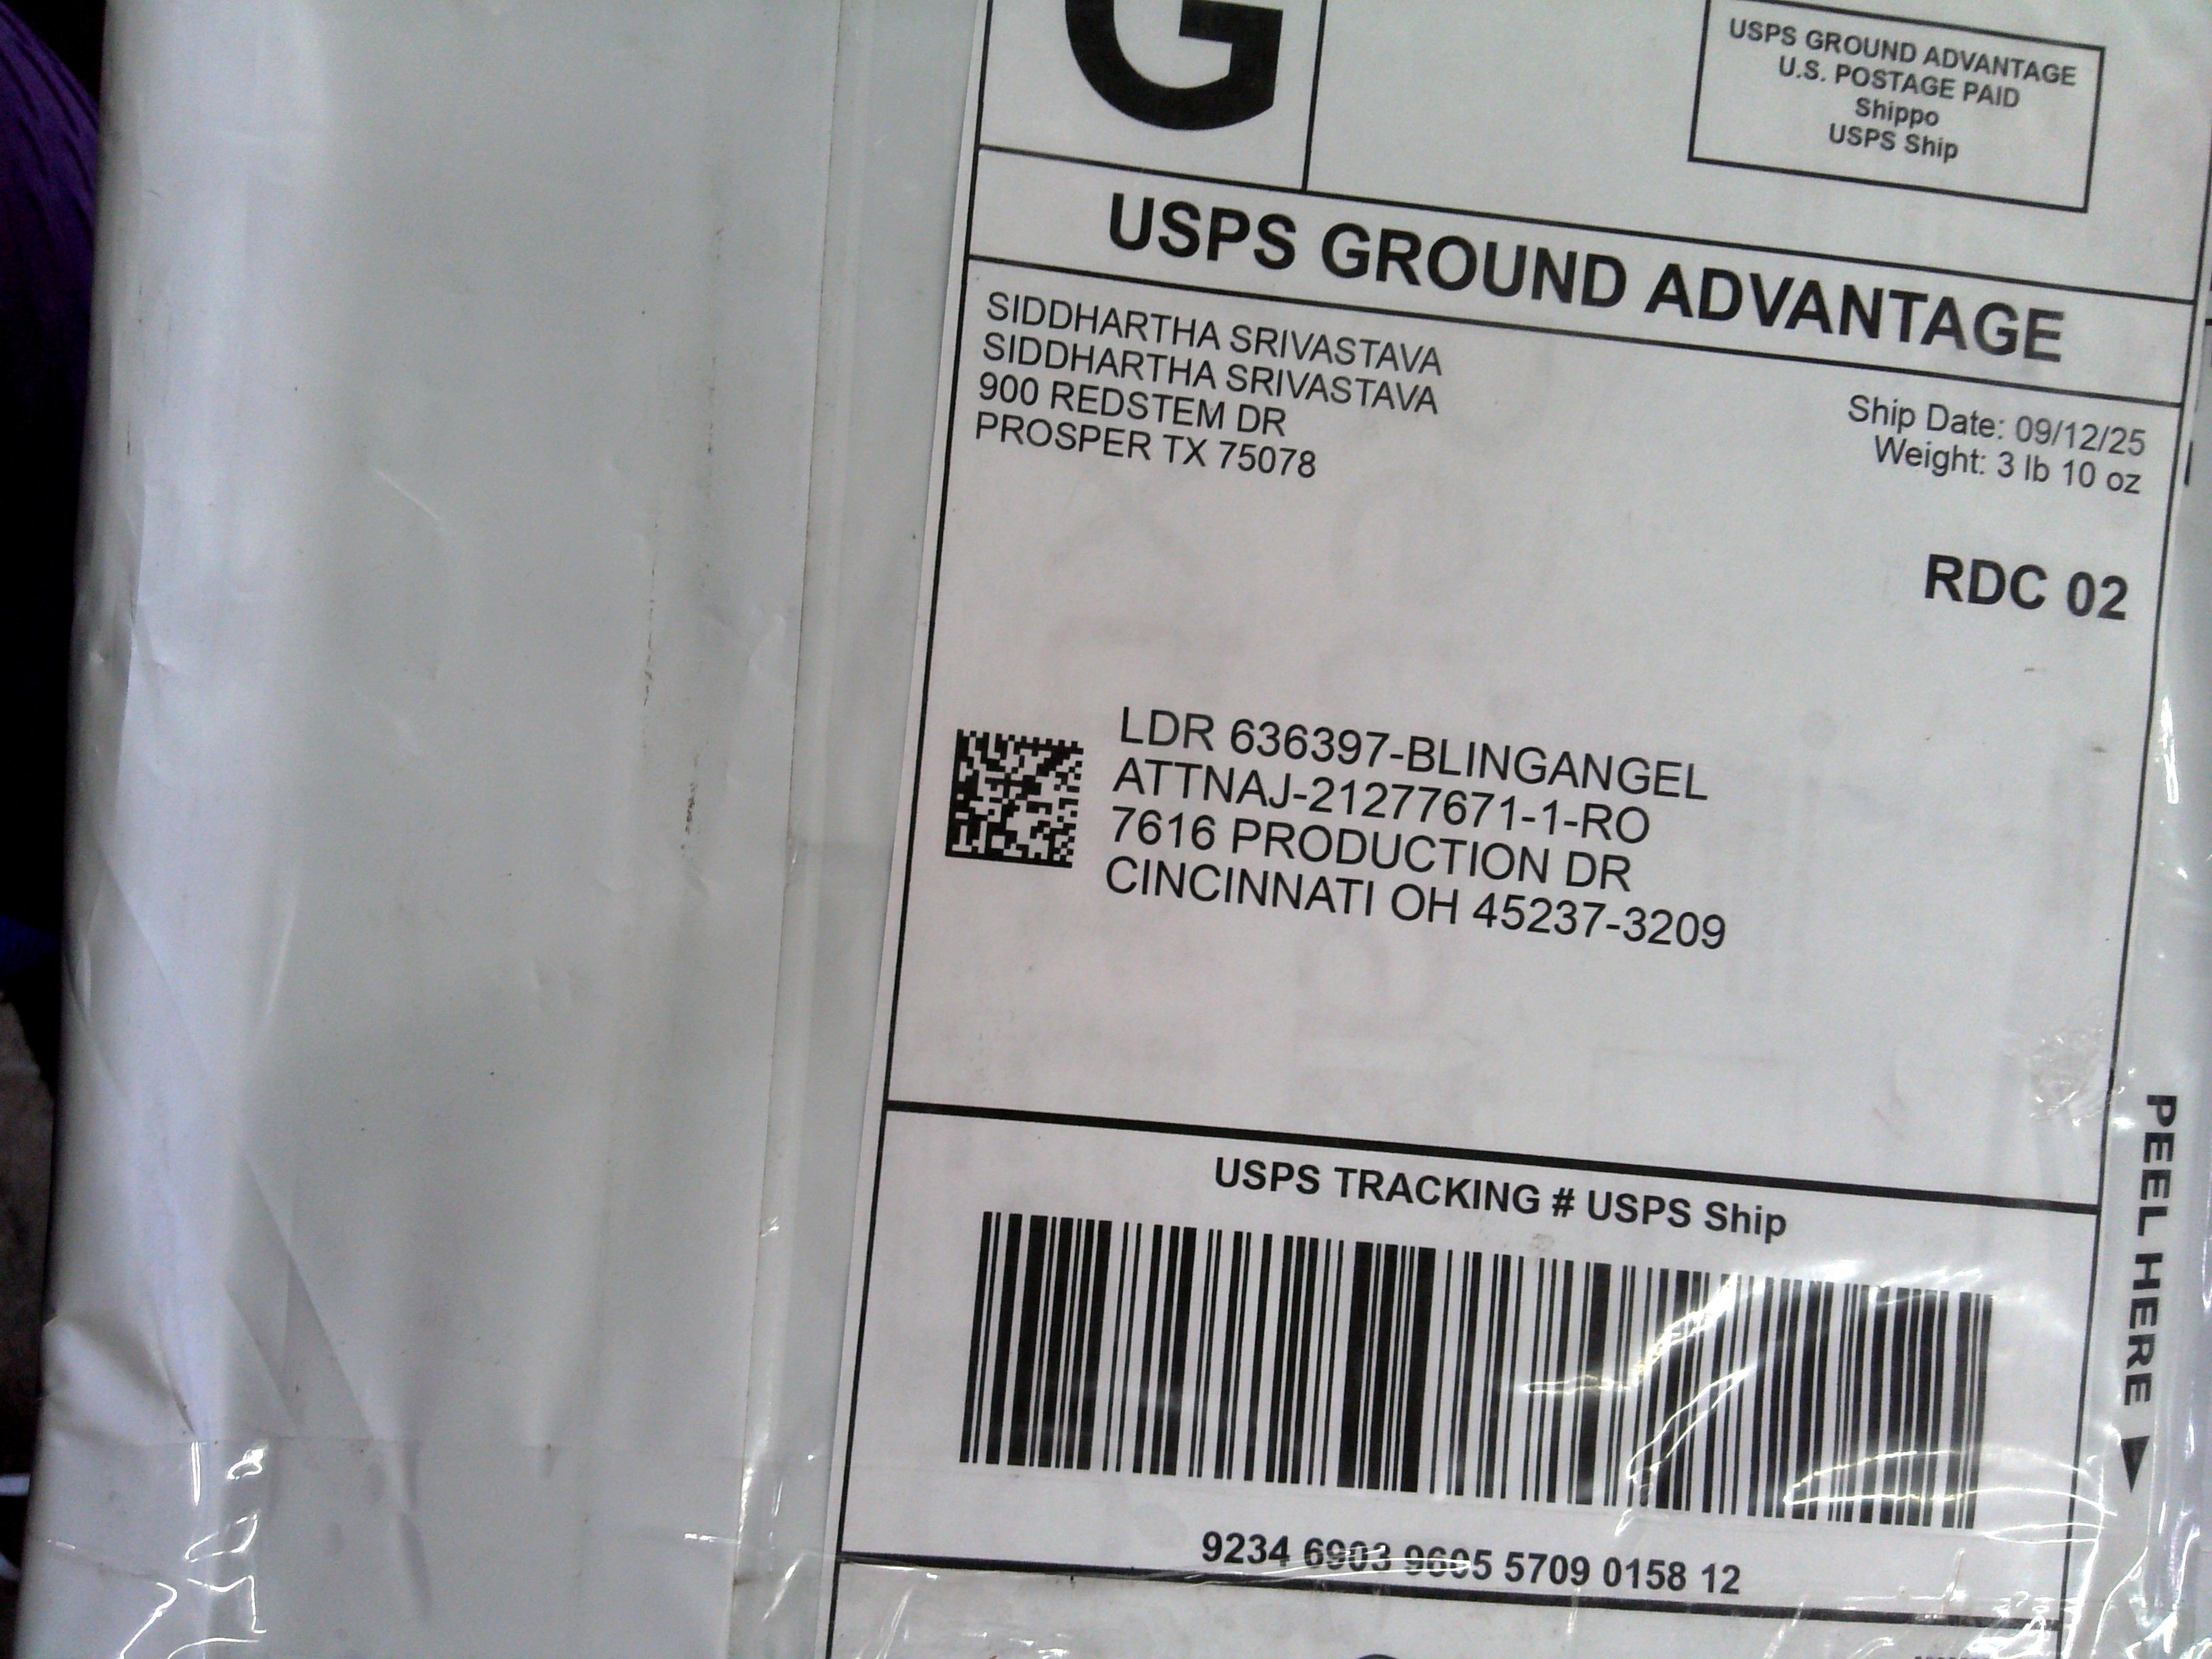 G
USPS GROUND ADVANTAGE
U.S. POSTAGE PAID
Shippo
USPS Ship
USPS GROUND ADVANTAGE
SIDDHARTHA SRIVASTAVA
SIDDHARTHA SRIVASTAVA
900 REDSTEM DR
PROSPER TX 75078
Ship Date: 09/12/25
Weight: 3 lb 10 oz
RDC 02
LDR 636397-BLINGANGEL
ATTNAJ-21277671-1-RO
7616 PRODUCTION DR
CINCINNATI OH 45237-3209
USPS TRACKING # USPS Ship
9234 6903 9605 5709 0158 12
PEEL HERE